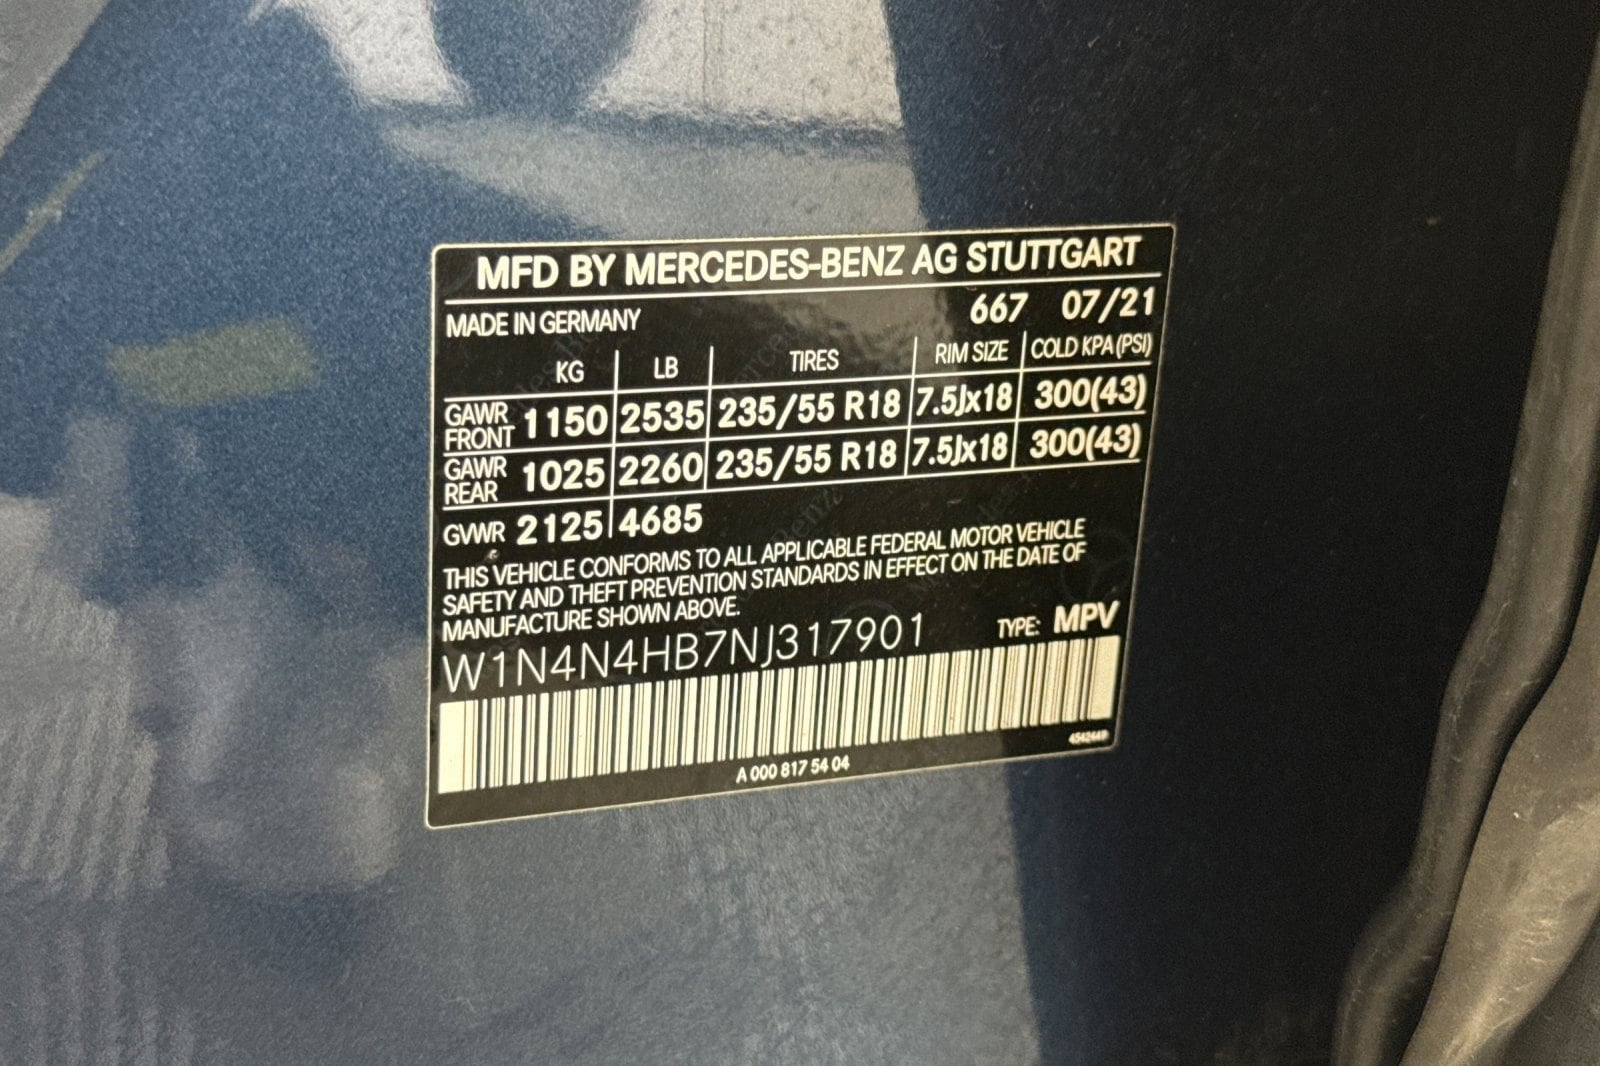 MFD BY MERCEDES-BENZ AG STUTTGART
MADE IN GERMANY 667 07/21
KG LB TIRES RIM SIZE COLD KPA (PSI)
GAWR FRONT 1150 2535 235/55 R18 7.5Jx18 300(43)
GAWR REAR 1025 2260 235/55 R18 7.5Jx18 300(43)
GVWR 2125 4685
THIS VEHICLE CONFORMS TO ALL APPLICABLE FEDERAL MOTOR VEHICLE
SAFETY AND THEFT PREVENTION STANDARDS IN EFFECT ON THE DATE OF
MANUFACTURE SHOWN ABOVE.
W1N4N4HB7NJ317901 TYPE: MPV
A 000 817 54 04